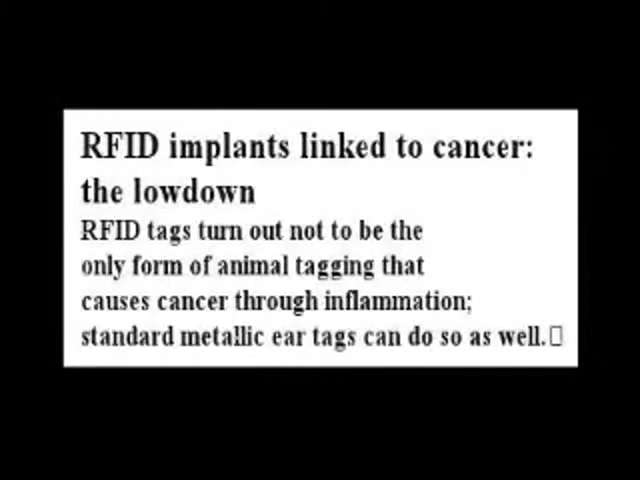 RFID implants linked to cancer:
the lowdown
RFID tags turn out not to be the
only form of animal tagging that
causes cancer through inflammation;
standard metallic ear tags can do so as well.